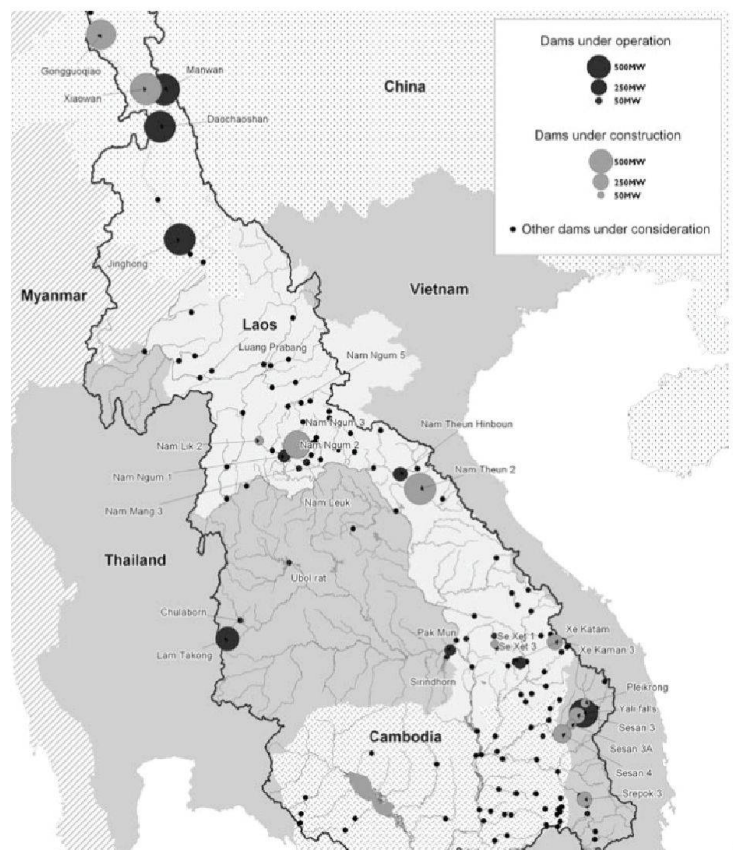 Dams under operation
500MW
250MW
50MW
Dams under construction
500MW
250MW
50MW
Other dams under consideration
Gongguoqiao
Manwan
Xiaowan
China
Daochaoshan
Jinghong
Myanmar
Vietnam
Laos
Luang Prabang
Nam Ngum 5
Nam Ngum 3
Nam Theun Hinboun
Nam Lik 2
Nam Ngum 2
Nam Theun 2
Nam Ngum 1
Nam Leuk
Nam Mang 3
Thailand
Ubol rat
Chulaborn
Lam Takong
Pak Mun
Se Xet 1
Se Xet 3
Xe Katam
Xe Kaman 3
Sirindhorn
Pleikrong
Yali falls
Sesan 3
Cambodia
Sesan 3A
Sesan 4
Srepok 3